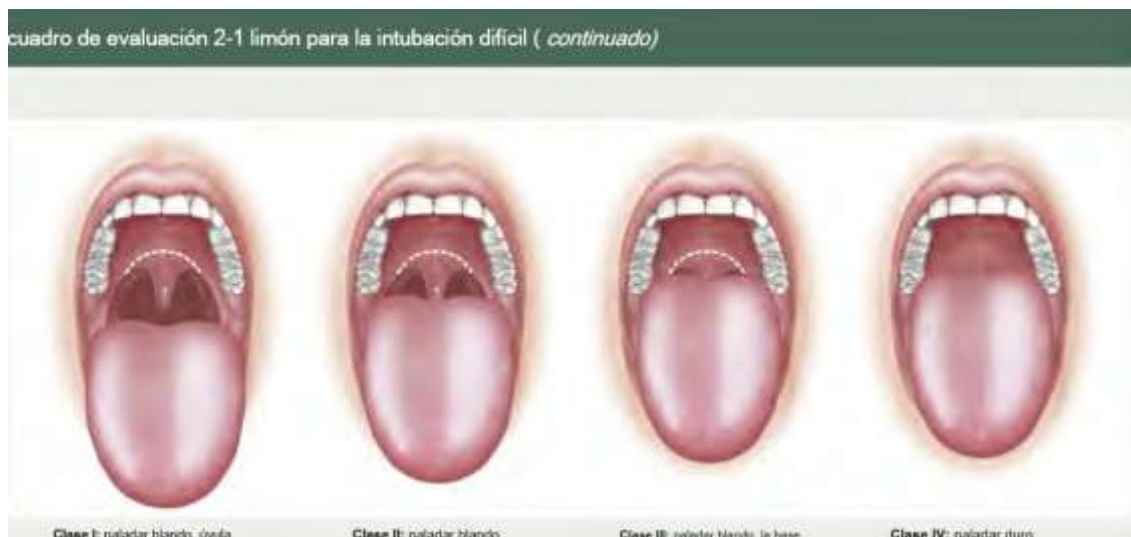 cuadro de evaluación 2-1 limón para la intubación difícil ( continuado)
Clase I: paladar blando, úvula
Clase II: paladar blando
Clase III: paladar blando, la base
Clase IV: paladar duro